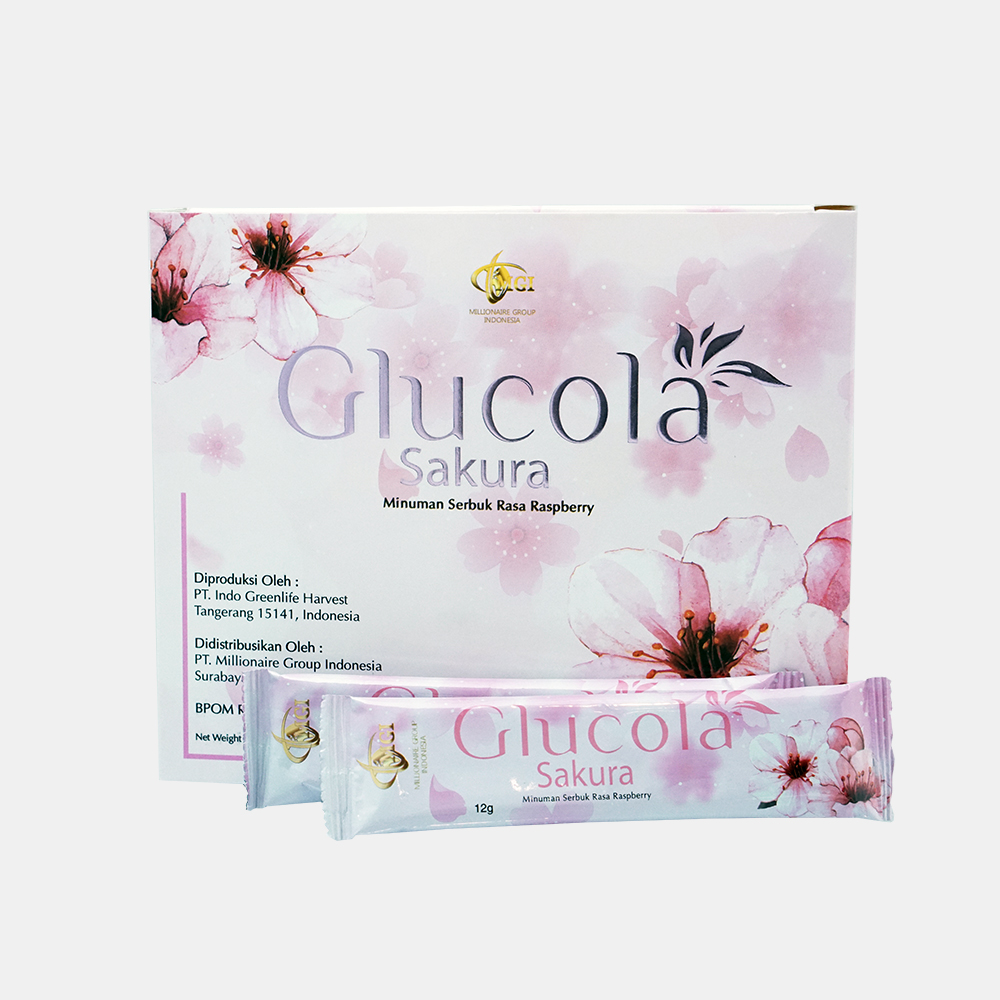 MGI
MILLIONAIRE GROUP
INDONESIA
Glucola
Sakura
Minuman Serbuk Rasa Raspberry
Diproduksi Oleh :
PT. Indo Greenlife Harvest
Tangerang 15141, Indonesia
Didistribusikan Oleh :
PT. Millionaire Group Indonesia
Surabaya
BPOM R
Net Weight
MGI
MILLIONAIRE GROUP
INDONESIA
Glucola
Sakura
Minuman Serbuk Rasa Raspberry
12g